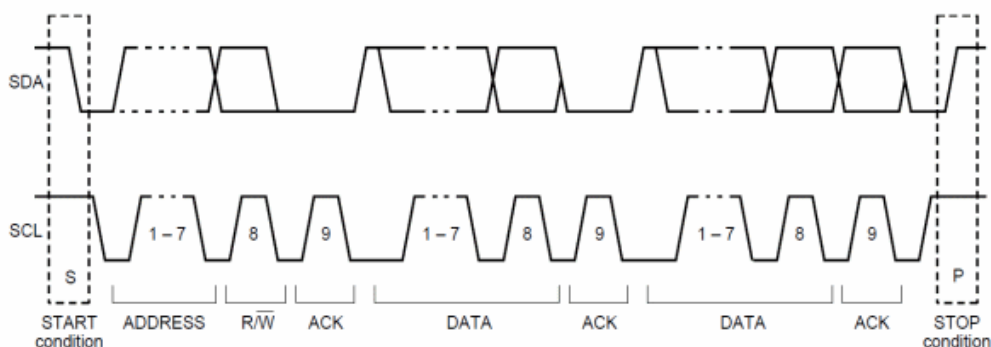 SDA
SCL
1 – 7
8
9
1 – 7
8
9
1 – 7
8
9
S
P
START
condition
ADDRESS
R/W̅
ACK
DATA
ACK
DATA
ACK
STOP
condition